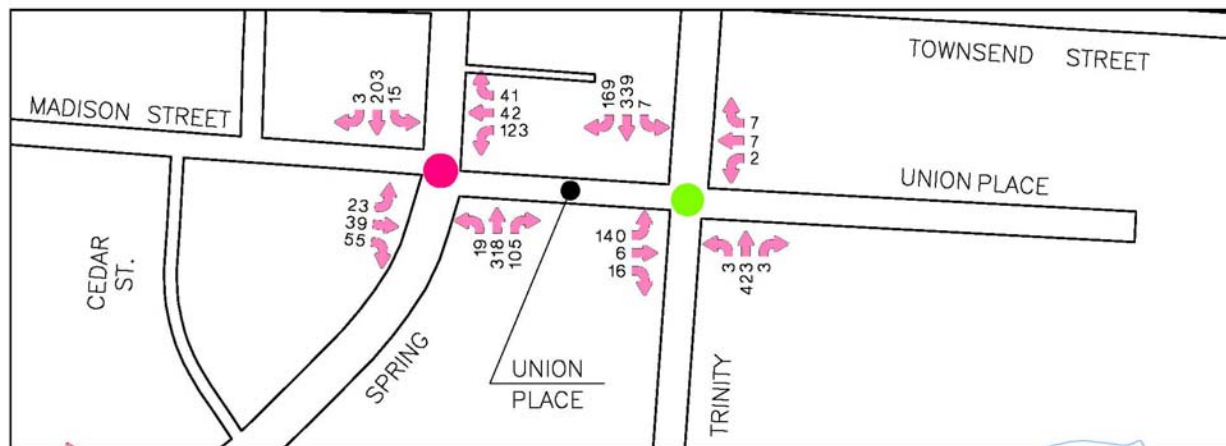 TOWNSEND STREET
MADISON STREET
3
203
15
41
42
123
169
339
7
7
7
2
UNION PLACE
23
39
55
19
318
105
140
6
16
3
423
3
CEDAR
ST.
SPRING
UNION
PLACE
TRINITY